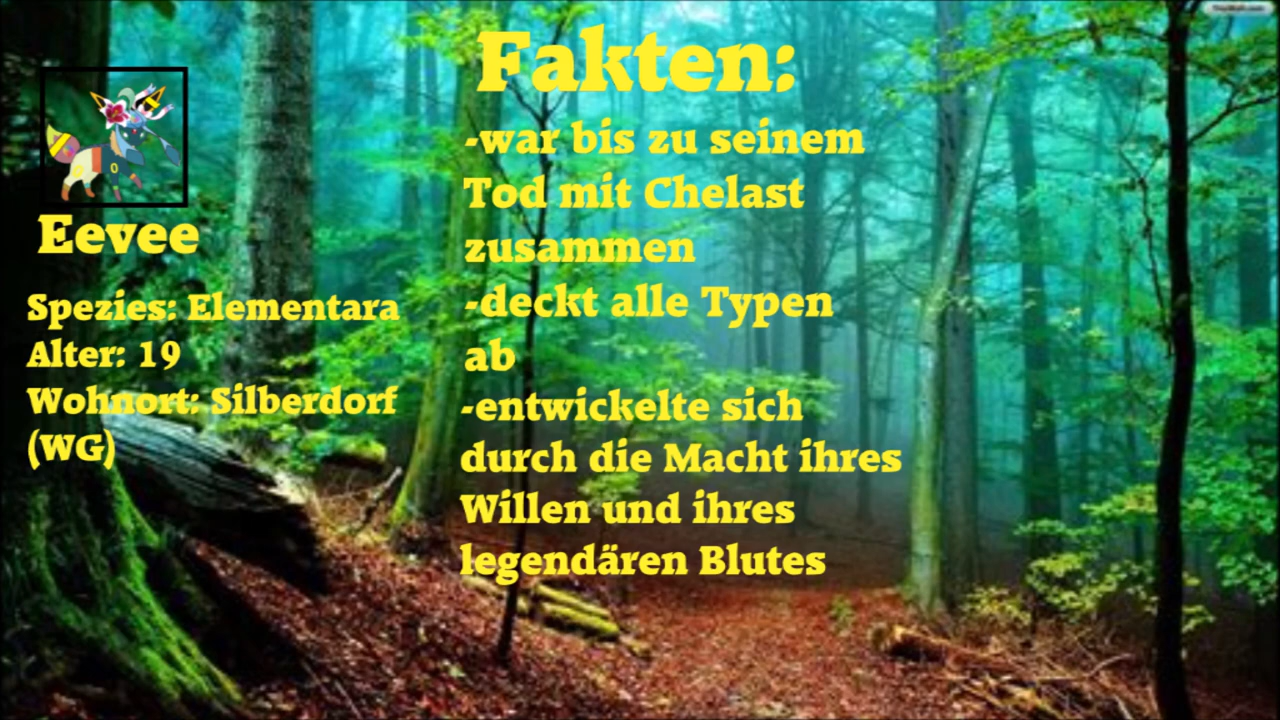 Eevee
Spezies: Elementara
Alter: 19
Wohnort: Silberdorf
(WG)
Fakten:
-war bis zu seinem
Tod mit Chelast
zusammen
-deckt alle Typen
ab
-entwickelte sich
durch die Macht ihres
Willen und ihres
legendären Blutes